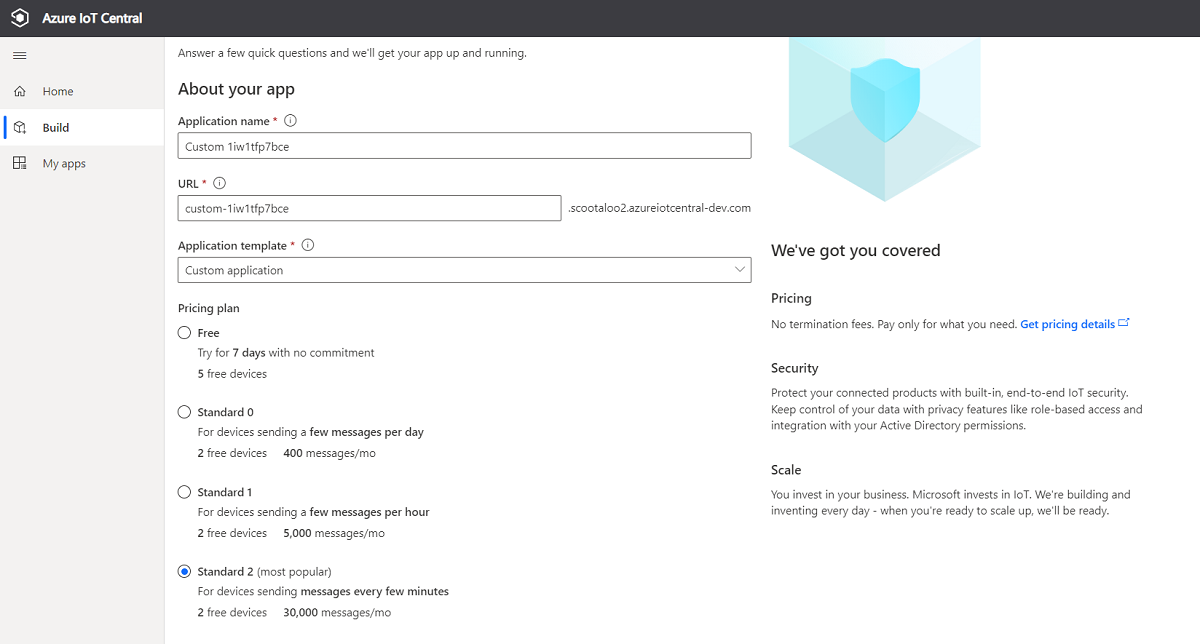 Azure IoT Central
Home
Build
My apps
Answer a few quick questions and we'll get your app up and running.
About your app
Application name *
Custom 1iw1tfp7bce
URL *
custom-1iw1tfp7bce
.scootaloo2.azureiotcentral-dev.com
Application template *
Custom application
Pricing plan
Free
Try for 7 days with no commitment
5 free devices
Standard 0
For devices sending a few messages per day
2 free devices 400 messages/mo
Standard 1
For devices sending a few messages per hour
2 free devices 5,000 messages/mo
Standard 2 (most popular)
For devices sending messages every few minutes
2 free devices 30,000 messages/mo
We've got you covered
Pricing
No termination fees. Pay only for what you need. Get pricing details
Security
Protect your connected products with built-in, end-to-end IoT security.
Keep control of your data with privacy features like role-based access and
integration with your Active Directory permissions.
Scale
You invest in your business. Microsoft invests in IoT. We're building and
inventing every day - when you're ready to scale up, we'll be ready.